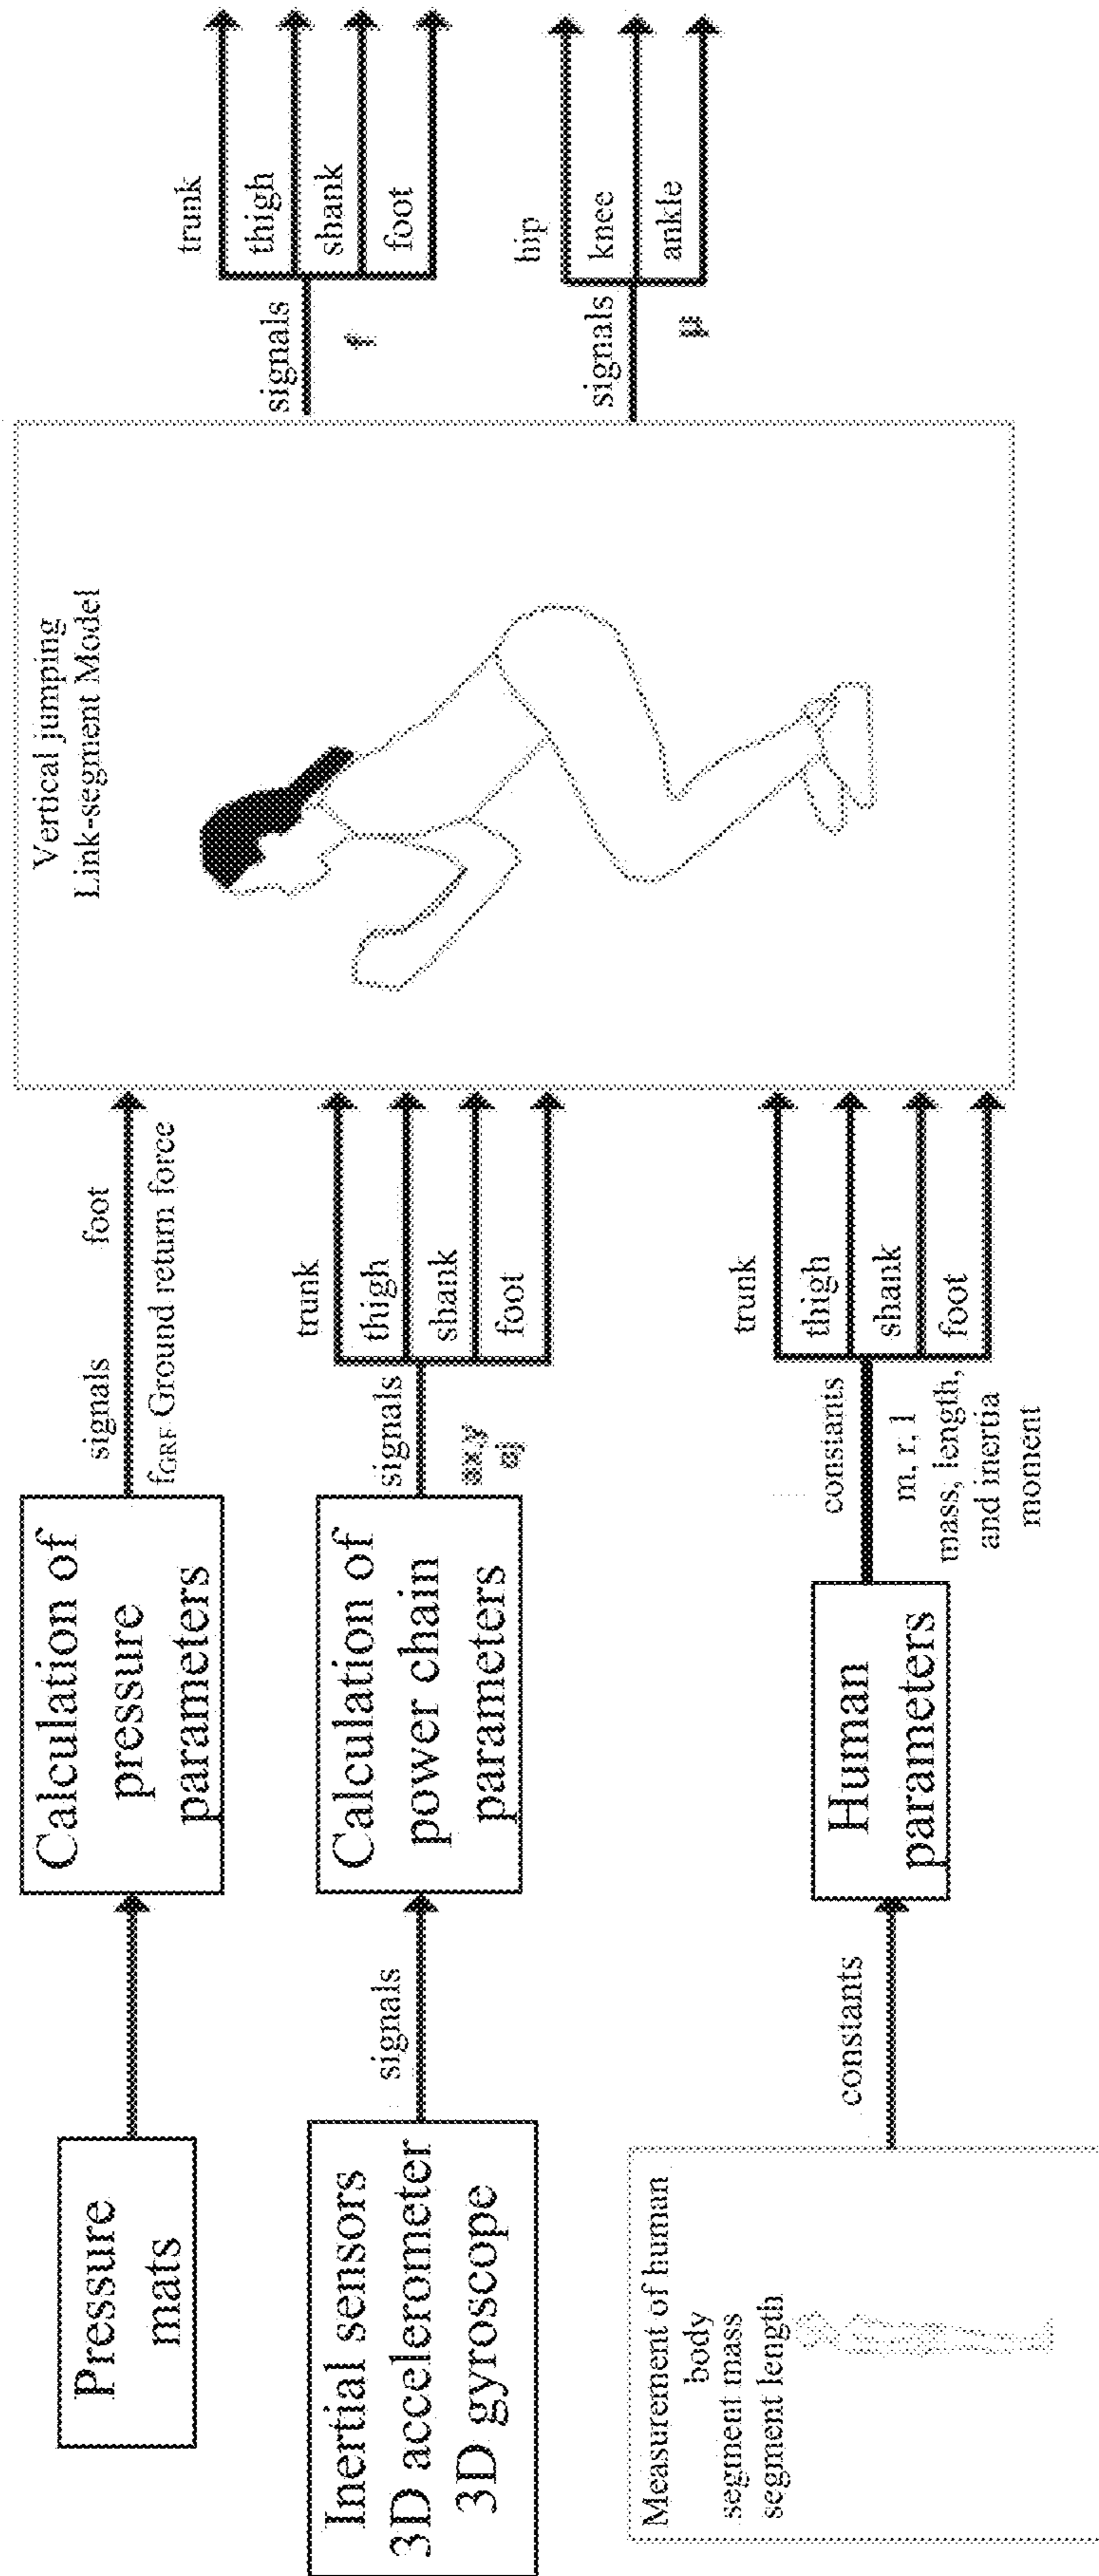 Pressure
mats
Calculation of
pressure
parameters
signals foot
fGRF Ground return force
Inertial sensors
3D accelerometer
3D gyroscope
signals
Calculation of
power chain
parameters
signals
trunk
thigh
shank
foot
Measurement of human
body
segment mass
segment length
constants
Human
parameters
constants
m, r, l
mass, length,
and inertia
moment
trunk
thigh
shank
foot
Vertical jumping
Link-segment Model
signals
f
trunk
thigh
shank
foot
signals
μ
hip
knee
ankle